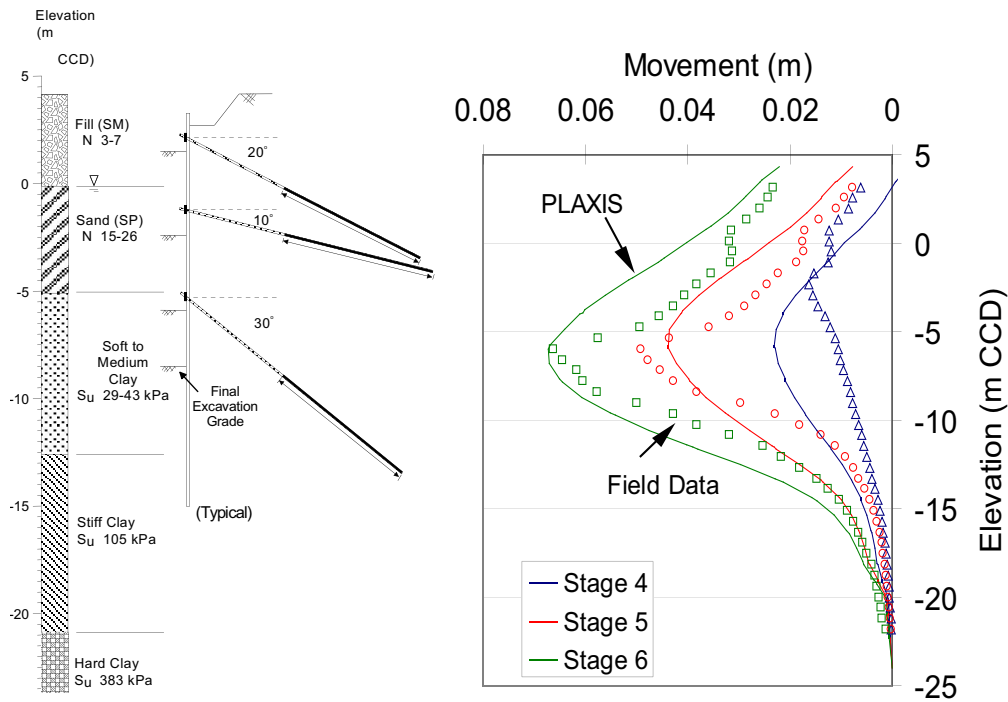 Elevation
(m
CCD)
5
0
-5
-10
-15
-20
Fill (SM)
N 3-7
Sand (SP)
N 15-26
Soft to
Medium
Clay
Su 29-43 kPa
Stiff Clay
Su 105 kPa
Hard Clay
Su 383 kPa
20°
10°
30°
Final
Excavation
Grade
(Typical)
Movement (m)
0.08 0.06 0.04 0.02 0
5
0
-5
-10
-15
-20
-25
Elevation (m CCD)
PLAXIS
Field Data
Stage 4
Stage 5
Stage 6